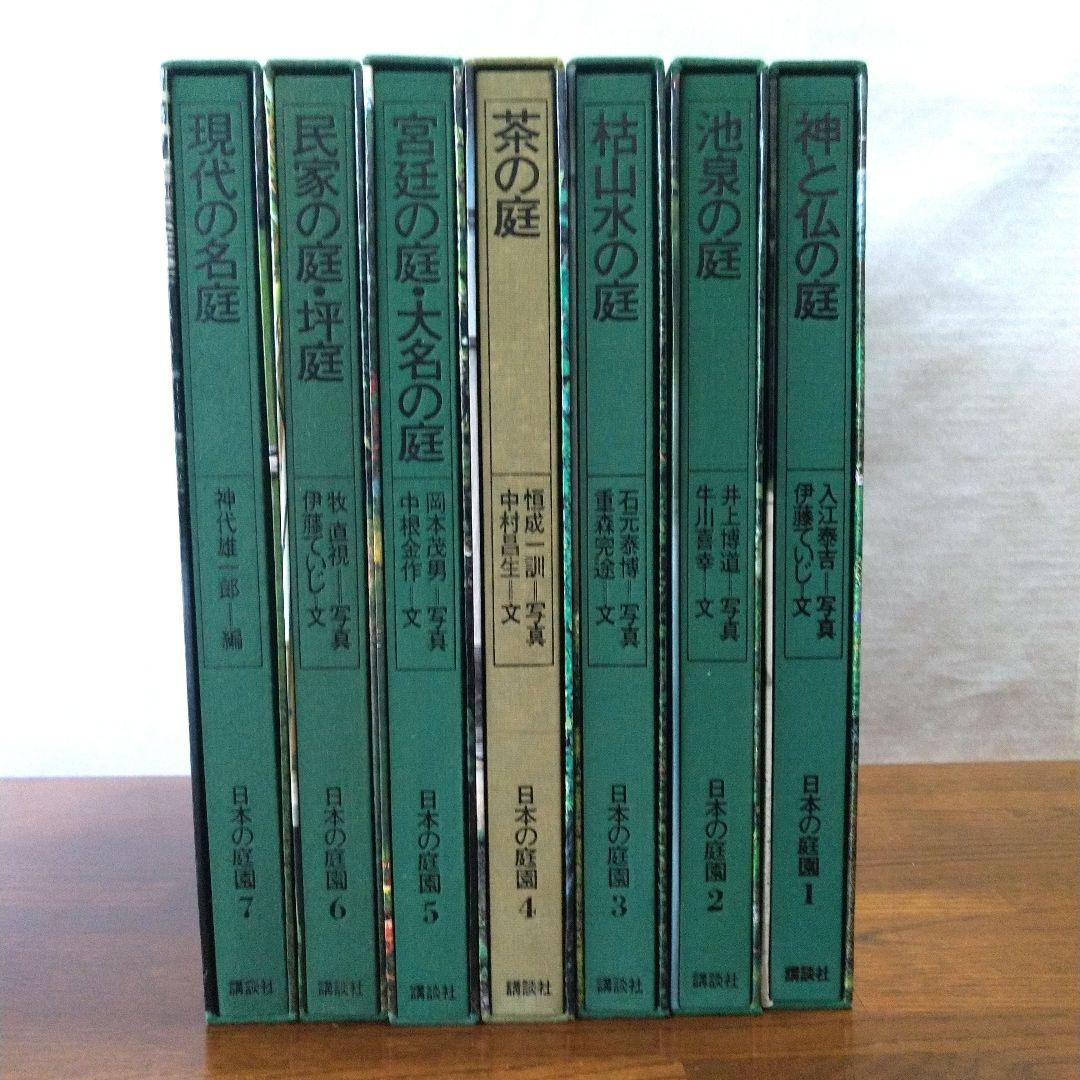 神と仏の庭
入江泰吉＝写真
伊藤ていじ＝文
日本の庭園 1
講談社
池泉の庭
井上博道＝写真
牛川喜幸＝文
日本の庭園 2
講談社
枯山水の庭
石元泰博＝写真
重森完途＝文
日本の庭園 3
講談社
茶の庭
恒成一訓＝写真
中村昌生＝文
日本の庭園 4
講談社
宮廷の庭・大名の庭
岡本茂男＝写真
中根金作＝文
日本の庭園 5
講談社
民家の庭・坪庭
牧直視＝写真
伊藤ていじ＝文
日本の庭園 6
講談社
現代の名庭
神代雄一郎＝編
日本の庭園 7
講談社